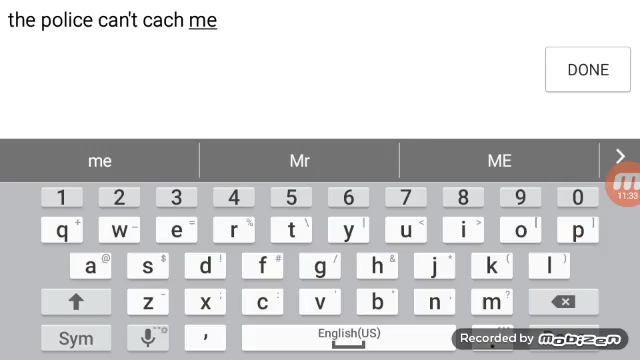 the police can't cach me
DONE
me Mr ME
11:33
1 2 3 4 5 6 7 8 9 0
q + w _ e = r % t \ y | u < i > o [ p ]
a @ s $ d ! f # g / h & j * k ( l )
z - x ; c : v ' b " n , m ?
Sym , English(US) .
Recorded by mobizen